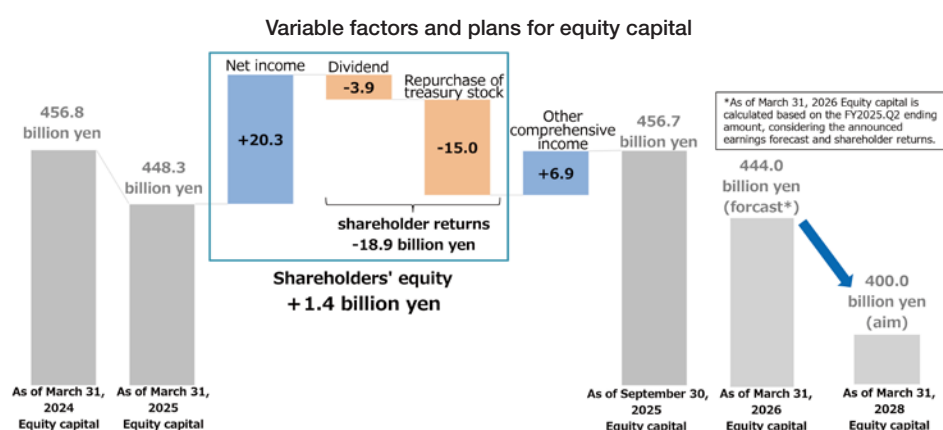 Variable factors and plans for equity capital
456.8
billion yen
448.3
billion yen
Net income
+20.3
Dividend
-3.9
Repurchase of
treasury stock
-15.0
shareholder returns
-18.9 billion yen
Shareholders' equity
+1.4 billion yen
Other
comprehensive
income
+6.9
456.7
billion yen
*As of March 31, 2026 Equity capital is
calculated based on the FY2025.Q2 ending
amount, considering the announced
earnings forecast and shareholder returns.
444.0
billion yen
(forcast*)
400.0
billion yen
(aim)
As of March 31,
2024
Equity capital
As of March 31,
2025
Equity capital
As of September 30,
2025
Equity capital
As of March 31,
2026
Equity capital
As of March 31,
2028
Equity capital